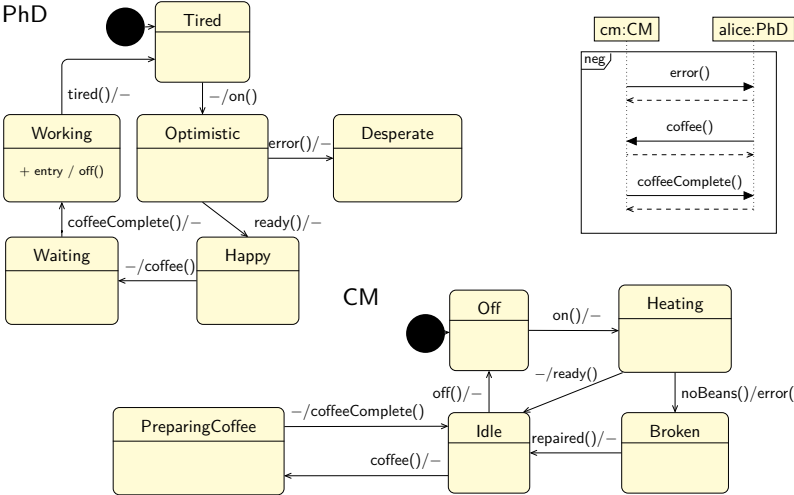 PhD
Tired
cm:CM
alice:PhD
neg
error()
tired()/−
−/on()
coffee()
Working
+ entry / off()
Optimistic
error()/−
Desperate
coffeeComplete()
coffeeComplete()/−
ready()/−
Waiting
−/coffee()
Happy
CM
Off
on()/−
Heating
off()/−
−/ready()
noBeans()/error(
PreparingCoffee
−/coffeeComplete()
Idle
repaired()/−
Broken
coffee()/−